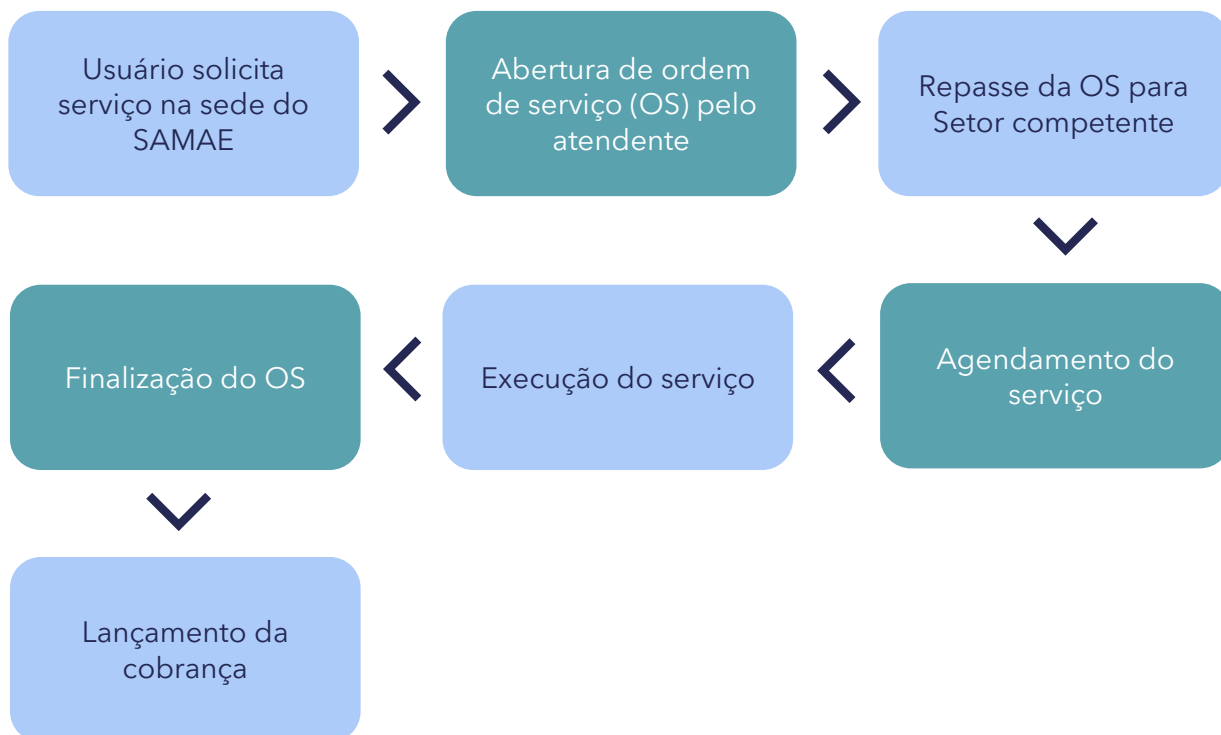 Usuário solicita
serviço na sede do
SAMAE
Abertura de ordem
de serviço (OS) pelo
atendente
Repasse da OS para
Setor competente
Agendamento do
serviço
Execução do serviço
Finalização do OS
Lançamento da
cobrança